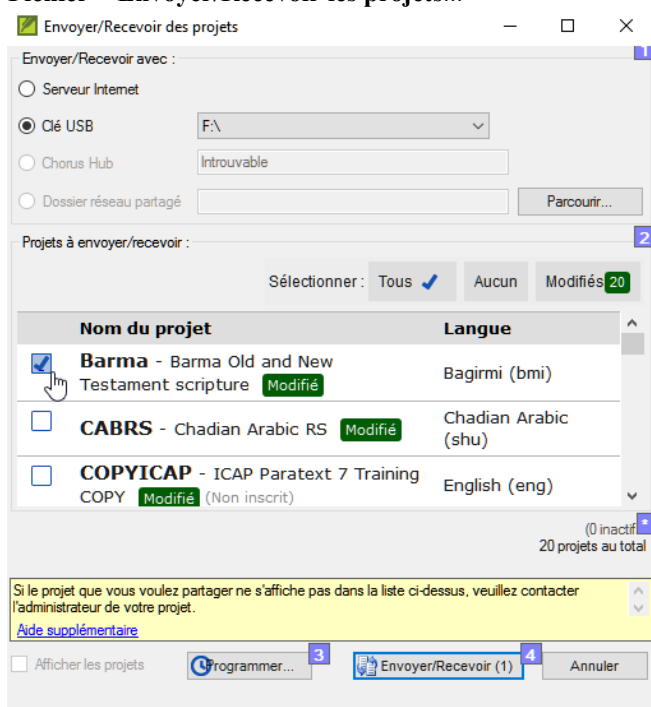 Envoyer/Recevoir des projets
Envoyer/Recevoir avec :
1
Serveur Internet
Clé USB F:\
Chorus Hub Introuvable
Dossier réseau partagé Parcourir...
Projets à envoyer/recevoir :
2
Sélectionner : Tous Aucun Modifiés 20
Nom du projet Langue
Barma - Barma Old and New
Testament scripture Modifié
Bagirmi (bmi)
CABRS - Chadian Arabic RS Modifié
Chadian Arabic
(shu)
COPYICAP - ICAP Paratext 7 Training
COPY Modifié (Non inscrit)
English (eng)
(0 inactif
*
20 projets au total
Si le projet que vous voulez partager ne s'affiche pas dans la liste ci-dessus, veuillez contacter
l'administrateur de votre projet.
Aide supplémentaire
Afficher les projets Programmer... 3 Envoyer/Recevoir (1) 4 Annuler